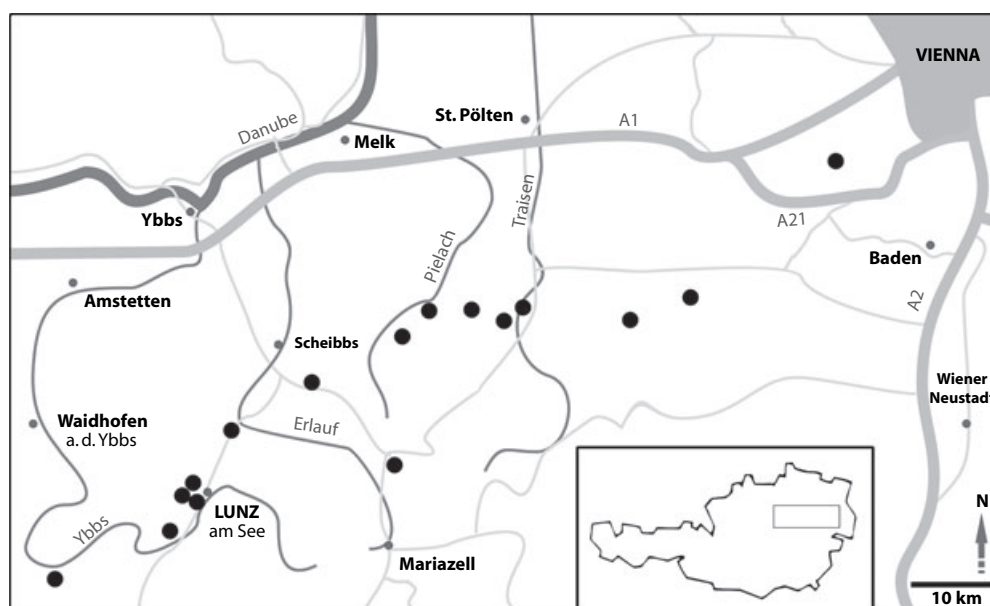 VIENNA
St. Pölten
A1
Danube
Melk
Traisen
Ybbs
A21
Pielach
Baden
Amstetten
A2
Scheibbs
Wiener
Neustadt
Waidhofen
a. d. Ybbs
Erlauf
LUNZ
am See
Ybbs
Mariazell
N
10 km